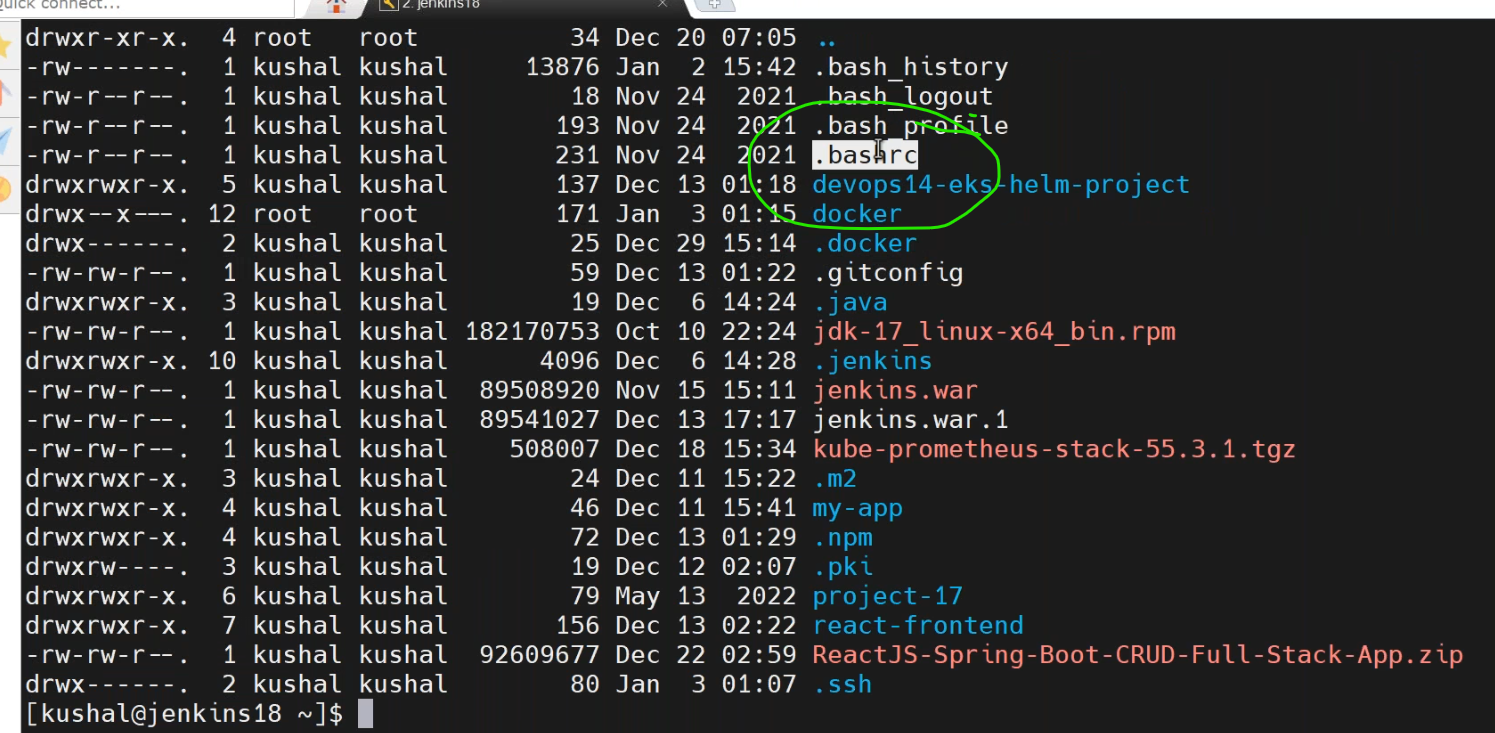 Quick connect...
2. jenkins18
drwxr-xr-x.  4 root   root          34 Dec 20 07:05 ..
-rw-------.  1 kushal kushal     13876 Jan  2 15:42 .bash_history
-rw-r--r--.  1 kushal kushal        18 Nov 24  2021 .bash_logout
-rw-r--r--.  1 kushal kushal       193 Nov 24  2021 .bash_profile
-rw-r--r--.  1 kushal kushal       231 Nov 24  2021 .bashrc
drwxrwxr-x.  5 kushal kushal       137 Dec 13 01:18 devops14-eks-helm-project
drwx--x---. 12 root   root         171 Jan  3 01:15 docker
drwx------.  2 kushal kushal        25 Dec 29 15:14 .docker
-rw-rw-r--.  1 kushal kushal        59 Dec 13 01:22 .gitconfig
drwxrwxr-x.  3 kushal kushal        19 Dec  6 14:24 .java
-rw-rw-r--.  1 kushal kushal 182170753 Oct 10 22:24 jdk-17_linux-x64_bin.rpm
drwxrwxr-x. 10 kushal kushal      4096 Dec  6 14:28 .jenkins
-rw-rw-r--.  1 kushal kushal  89508920 Nov 15 15:11 jenkins.war
-rw-rw-r--.  1 kushal kushal  89541027 Dec 13 17:17 jenkins.war.1
-rw-rw-r--.  1 kushal kushal    508007 Dec 18 15:34 kube-prometheus-stack-55.3.1.tgz
drwxrwxr-x.  3 kushal kushal        24 Dec 11 15:22 .m2
drwxrwxr-x.  4 kushal kushal        46 Dec 11 15:41 my-app
drwxrwxr-x.  4 kushal kushal        72 Dec 13 01:29 .npm
drwxrw----.  3 kushal kushal        19 Dec 12 02:07 .pki
drwxrwxr-x.  6 kushal kushal        79 May 13  2022 project-17
drwxrwxr-x.  7 kushal kushal       156 Dec 13 02:22 react-frontend
-rw-rw-r--.  1 kushal kushal  92609677 Dec 22 02:59 ReactJS-Spring-Boot-CRUD-Full-Stack-App.zip
drwx------.  2 kushal kushal        80 Jan  3 01:07 .ssh
[kushal@jenkins18 ~]$